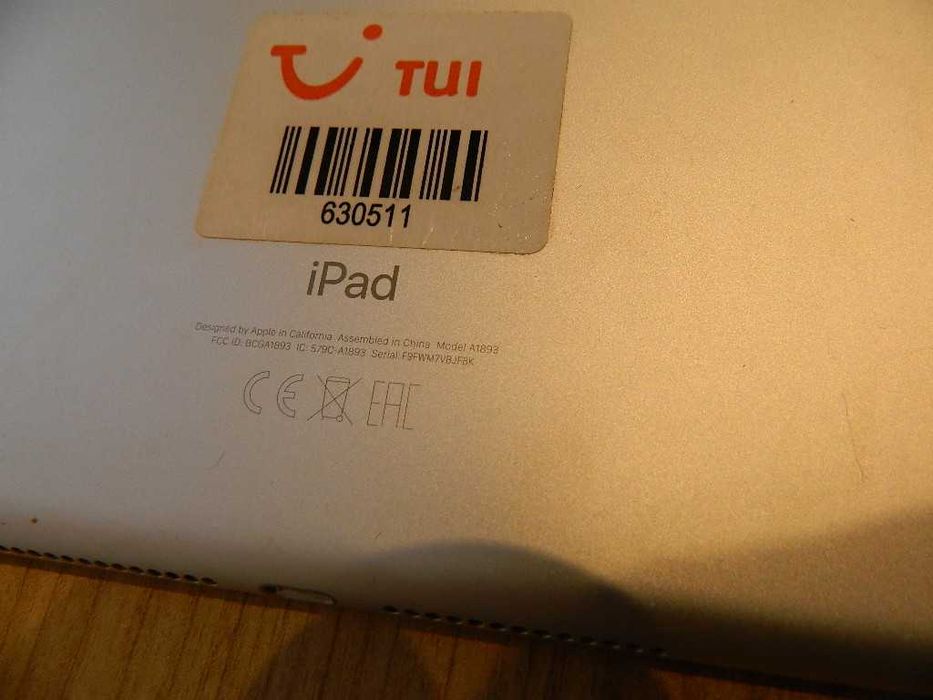 TUI
630511
iPad
Designed by Apple in California Assembled in China Model A1893
FCC ID: BCGA1893 IC: 579C-A1893 Serial: F9FWM7VBJF8K
CE EAC